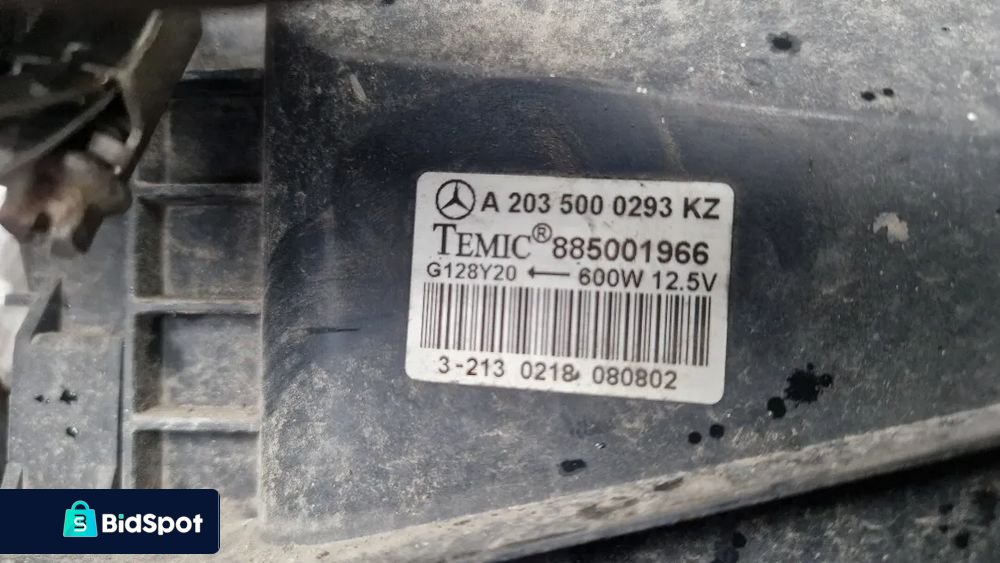 A 203 500 0293 KZ
TEMIC® 885001966
G128Y20 ← 600W 12.5V
3-213 0218 080802
BidSpot